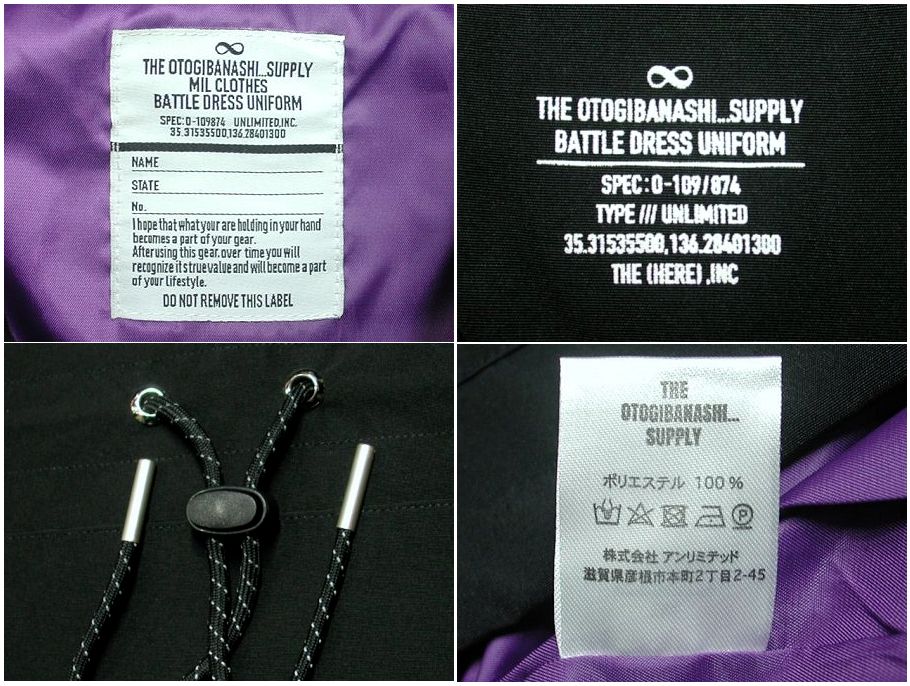 THE OTOGIBANASHI...SUPPLY
MIL CLOTHES
BATTLE DRESS UNIFORM
SPEC:O-109874 UNLIMITED,INC.
35.31535500,136.28401300
NAME
STATE
No.
I hope that what your are holding in your hand
becomes a part of your gear.
After using this gear. over time you will
recognize its true value and will become a part
of your lifestyle.
DO NOT REMOVE THIS LABEL
THE OTOGIBANASHI...SUPPLY
BATTLE DRESS UNIFORM
SPEC:O-109/874
TYPE /// UNLIMITED
35.31535500,136.28401300
THE (HERE) .INC
THE
OTOGIBANASHI...
SUPPLY
ポリエステル 100%
P
株式会社 アンリミテッド
滋賀県彦根市本町2丁目2-45